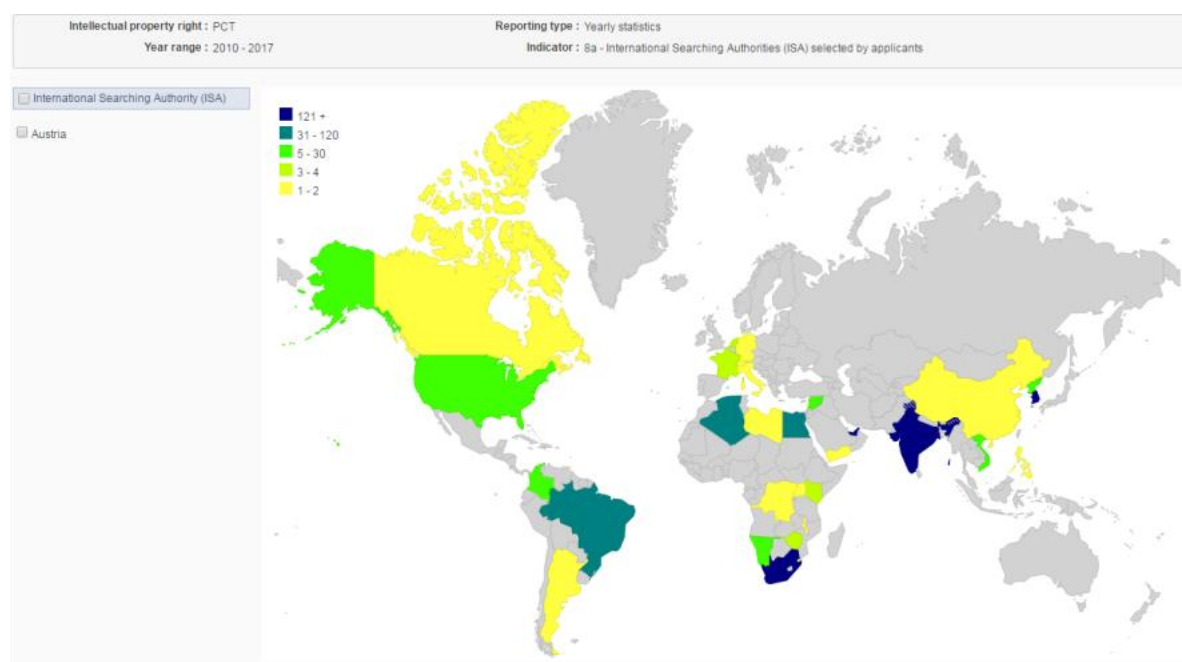 Intellectual property right : PCT
Reporting type : Yearly statistics
Year range : 2010 - 2017
Indicator : 8a - International Searching Authorities (ISA) selected by applicants
International Searching Authority (ISA)
Austria
121 +
31 - 120
5 - 30
3 - 4
1 - 2